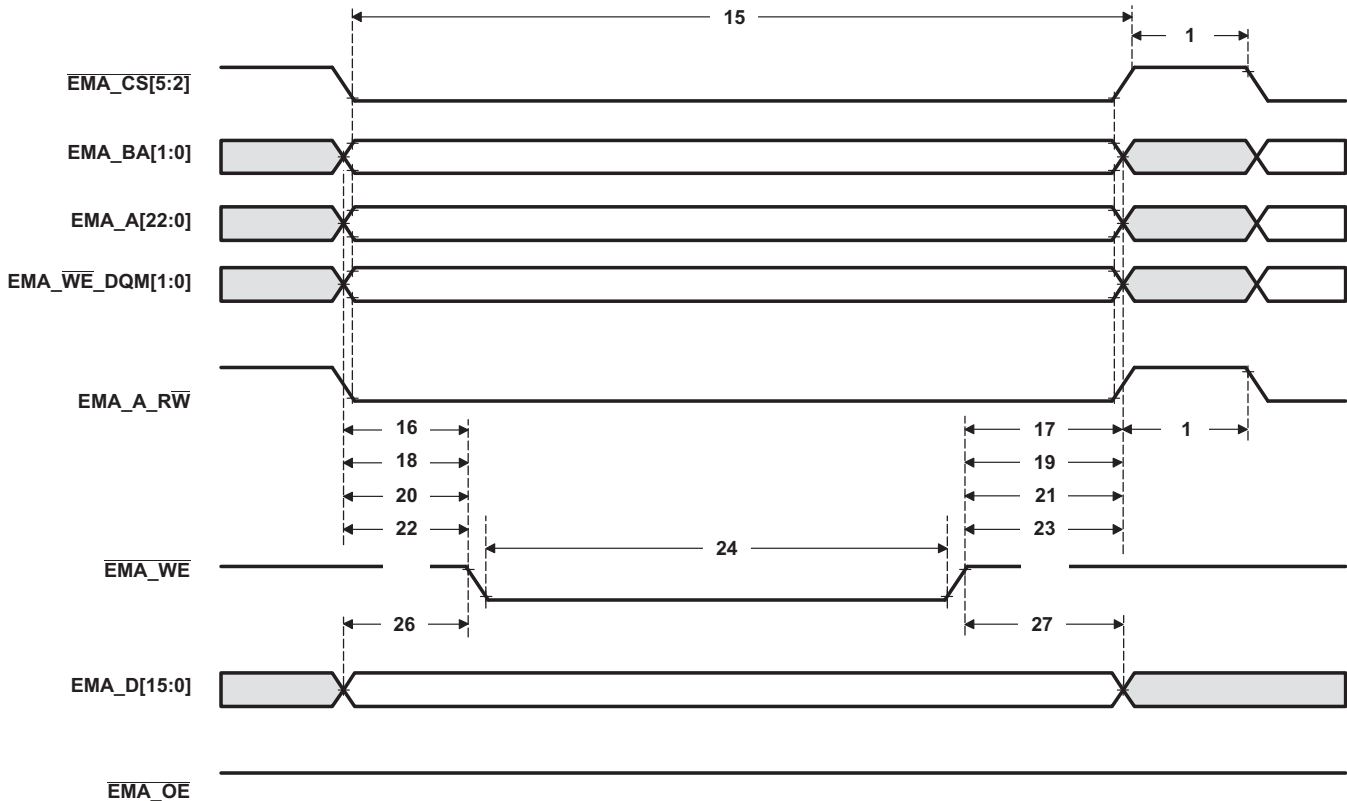 15
1
EMA_CS[5:2]
EMA_BA[1:0]
EMA_A[22:0]
EMA_WE_DQM[1:0]
EMA_A_RW
16 17 1
18 19
20 21
22 23
24
EMA_WE
26 27
EMA_D[15:0]
EMA_OE